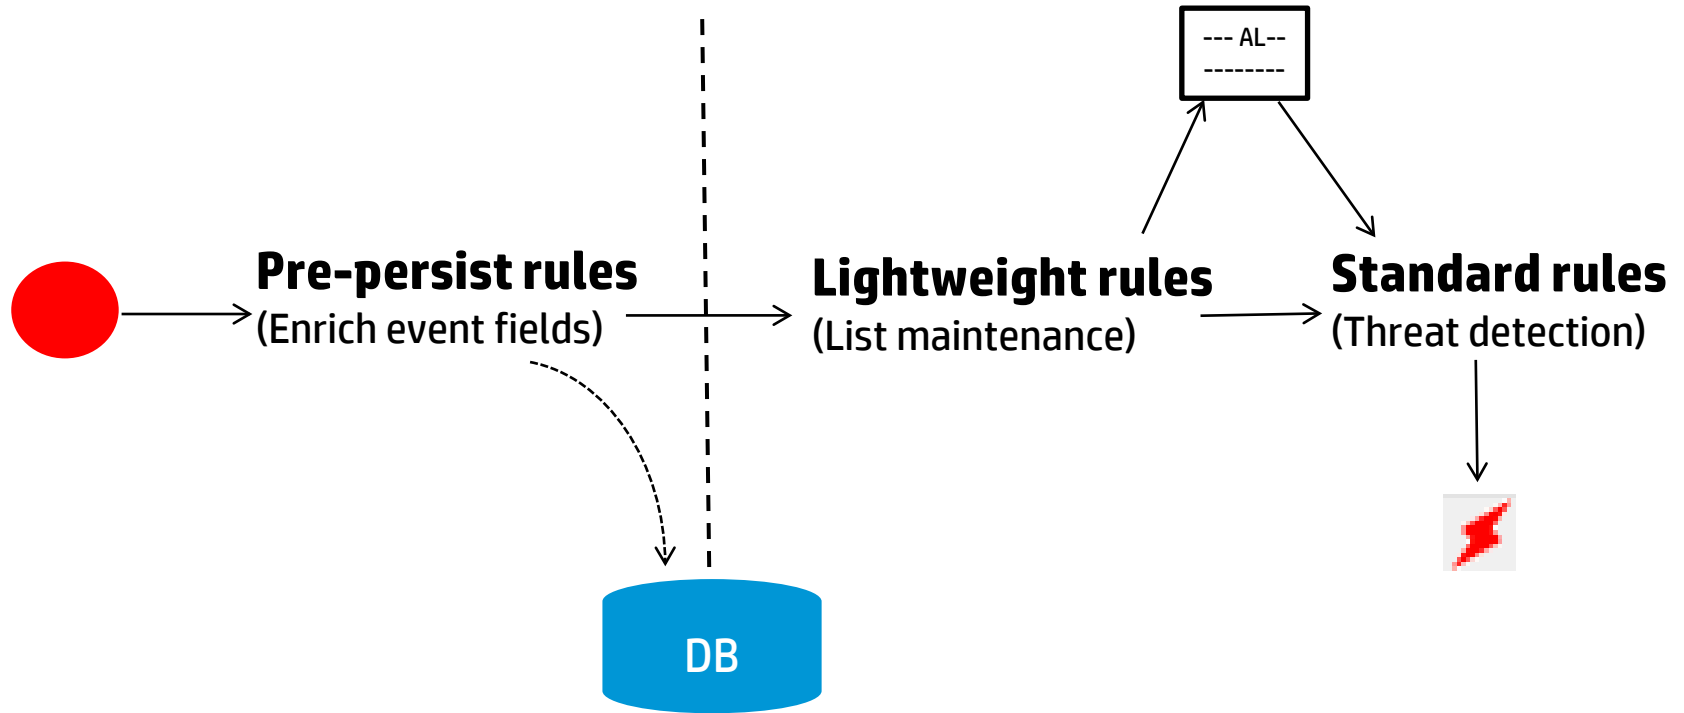 --- AL--
--------
Pre-persist rules
(Enrich event fields)
Lightweight rules
(List maintenance)
Standard rules
(Threat detection)
DB